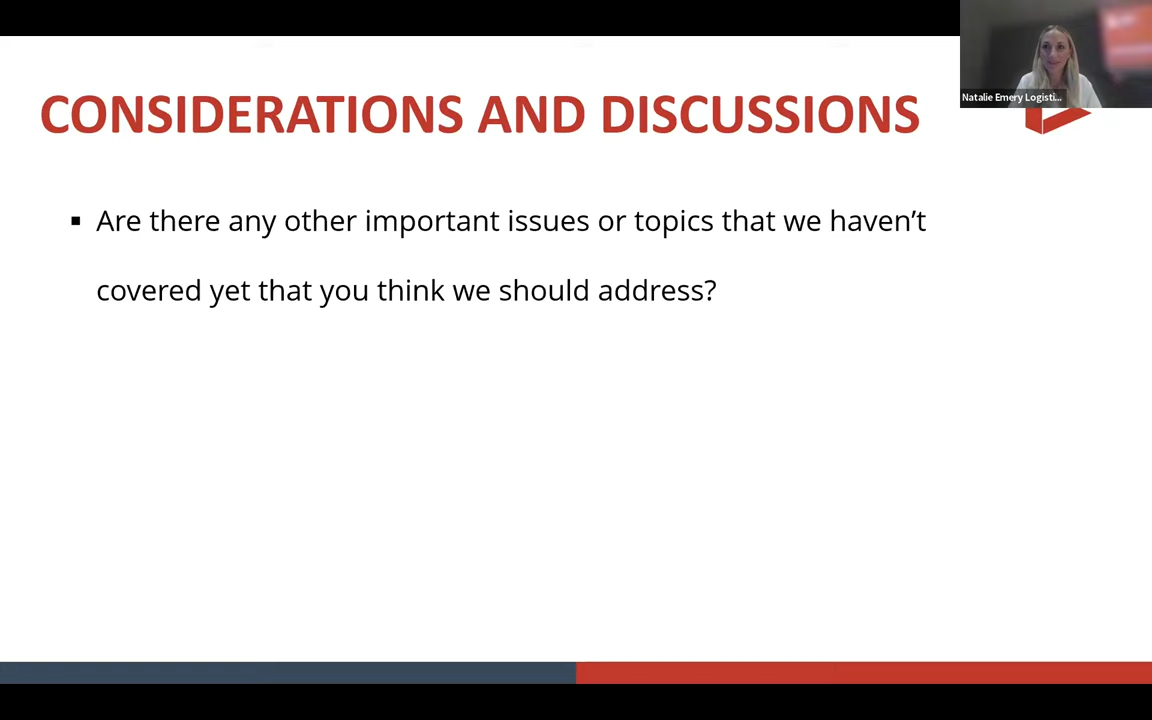 CONSIDERATIONS AND DISCUSSIONS
Natalie Emery Logisti...
▪ Are there any other important issues or topics that we haven’t
covered yet that you think we should address?